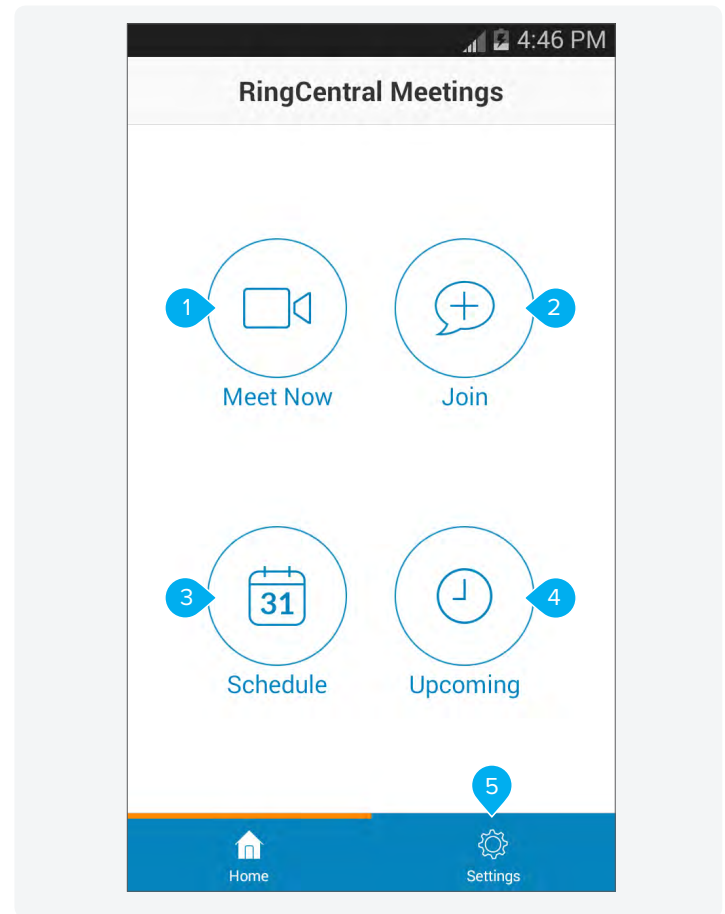 4:46 PM
RingCentral Meetings
1
2
Meet Now
Join
31
3
4
Schedule
Upcoming
5
Home
Settings